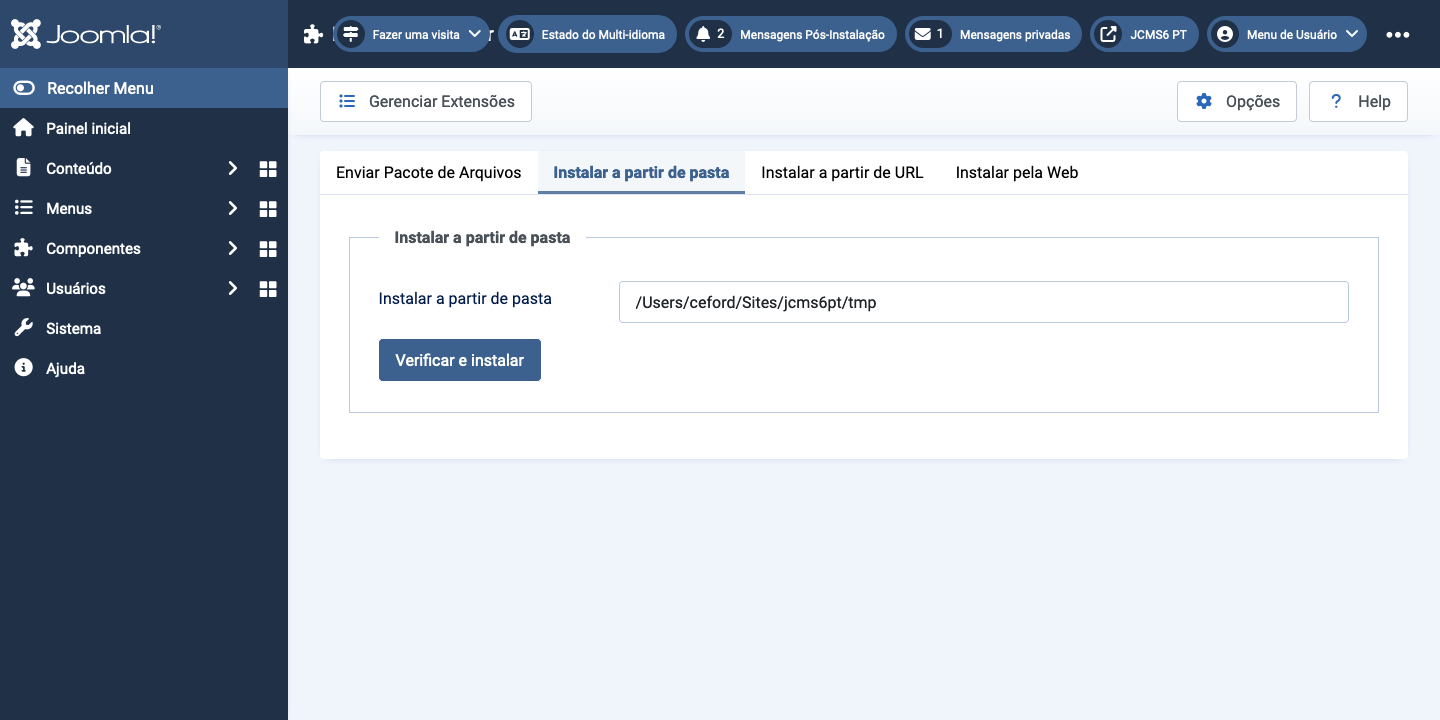 Joomla!
Fazer uma visita
Estado do Multi-idioma
2 Mensagens Pós-Instalação
1 Mensagens privadas
JCMS6 PT
Menu de Usuário
Recolher Menu
Painel inicial
Conteúdo
Menus
Componentes
Usuários
Sistema
Ajuda
Gerenciar Extensões
Opções
? Help
Enviar Pacote de Arquivos
Instalar a partir de pasta
Instalar a partir de URL
Instalar pela Web
Instalar a partir de pasta
Instalar a partir de pasta
/Users/ceford/Sites/jcms6pt/tmp
Verificar e instalar